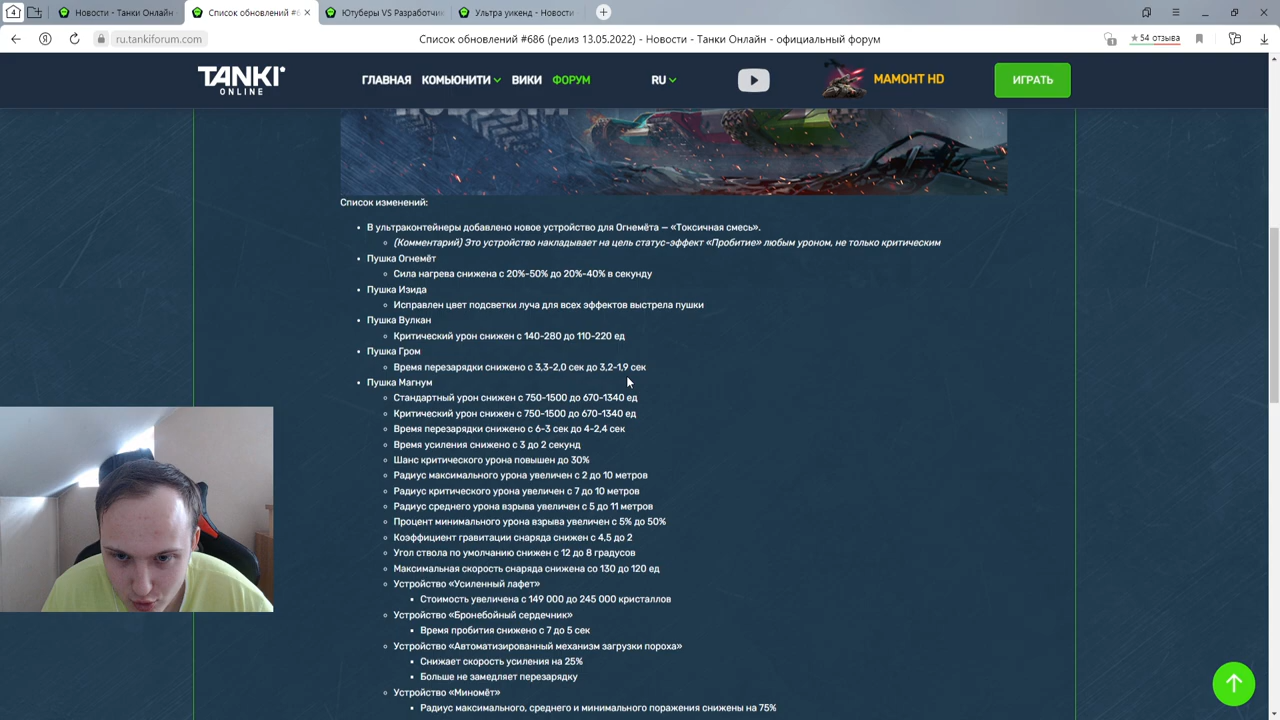 Новости - Танки Онлайн
Список обновлений #6
Ютуберы VS Разработчик
Ультра уикенд - Новости
ru.tankiforum.com
Список обновлений #686 (релиз 13.05.2022) - Новости - Танки Онлайн - официальный форум
54 отзыва
TANKI
ONLINE
ГЛАВНАЯ
КОМЬЮНИТИ
ВИКИ
ФОРУМ
RU
МАМОНТ HD
ИГРАТЬ
Список изменений:
В ультраконтейнеры добавлено новое устройство для Огнемёта — «Токсичная смесь».
(Комментарий) Это устройство накладывает на цель статус-эффект «Пробитие» любым уроном, не только критическим
Пушка Огнемёт
Сила нагрева снижена с 20%-50% до 20%-40% в секунду
Пушка Изида
Исправлен цвет подсветки луча для всех эффектов выстрела пушки
Пушка Вулкан
Критический урон снижен с 140-280 до 110-220 ед
Пушка Гром
Время перезарядки снижено с 3,3-2,0 сек до 3,2-1,9 сек
Пушка Магнум
Стандартный урон снижен с 750-1500 до 670-1340 ед
Критический урон снижен с 750-1500 до 670-1340 ед
Время перезарядки снижено с 6-3 сек до 4-2,4 сек
Время усиления снижено с 3 до 2 секунд
Шанс критического урона повышен до 30%
Радиус максимального урона увеличен с 2 до 10 метров
Радиус критического урона увеличен с 7 до 10 метров
Радиус среднего урона взрыва увеличен с 5 до 11 метров
Процент минимального урона взрыва увеличен с 5% до 50%
Коэффициент гравитации снаряда снижен с 4,5 до 2
Угол ствола по умолчанию снижен с 12 до 8 градусов
Максимальная скорость снаряда снижена со 130 до 120 ед
Устройство «Усиленный лафет»
Стоимость увеличена с 149 000 до 245 000 кристаллов
Устройство «Бронебойный сердечник»
Время пробития снижено с 7 до 5 сек
Устройство «Автоматизированный механизм загрузки пороха»
Снижает скорость усиления на 25%
Больше не замедляет перезарядку
Устройство «Миномёт»
Радиус максимального, среднего и минимального поражения снижены на 75%